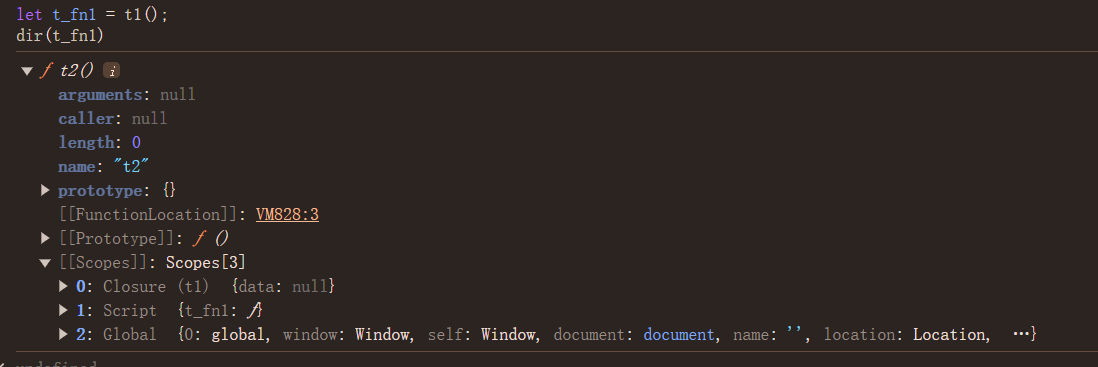 let t_fn1 = t1();
dir(t_fn1)
▼ ƒ t2() i
arguments: null
caller: null
length: 0
name: "t2"
▶ prototype: {}
[[FunctionLocation]]: VM828:3
▶ [[Prototype]]: ƒ ()
▼ [[Scopes]]: Scopes[3]
▶ 0: Closure (t1) {data: null}
▶ 1: Script {t_fn1: ƒ}
▶ 2: Global {0: global, window: Window, self: Window, document: document, name: '', location: Location, …}